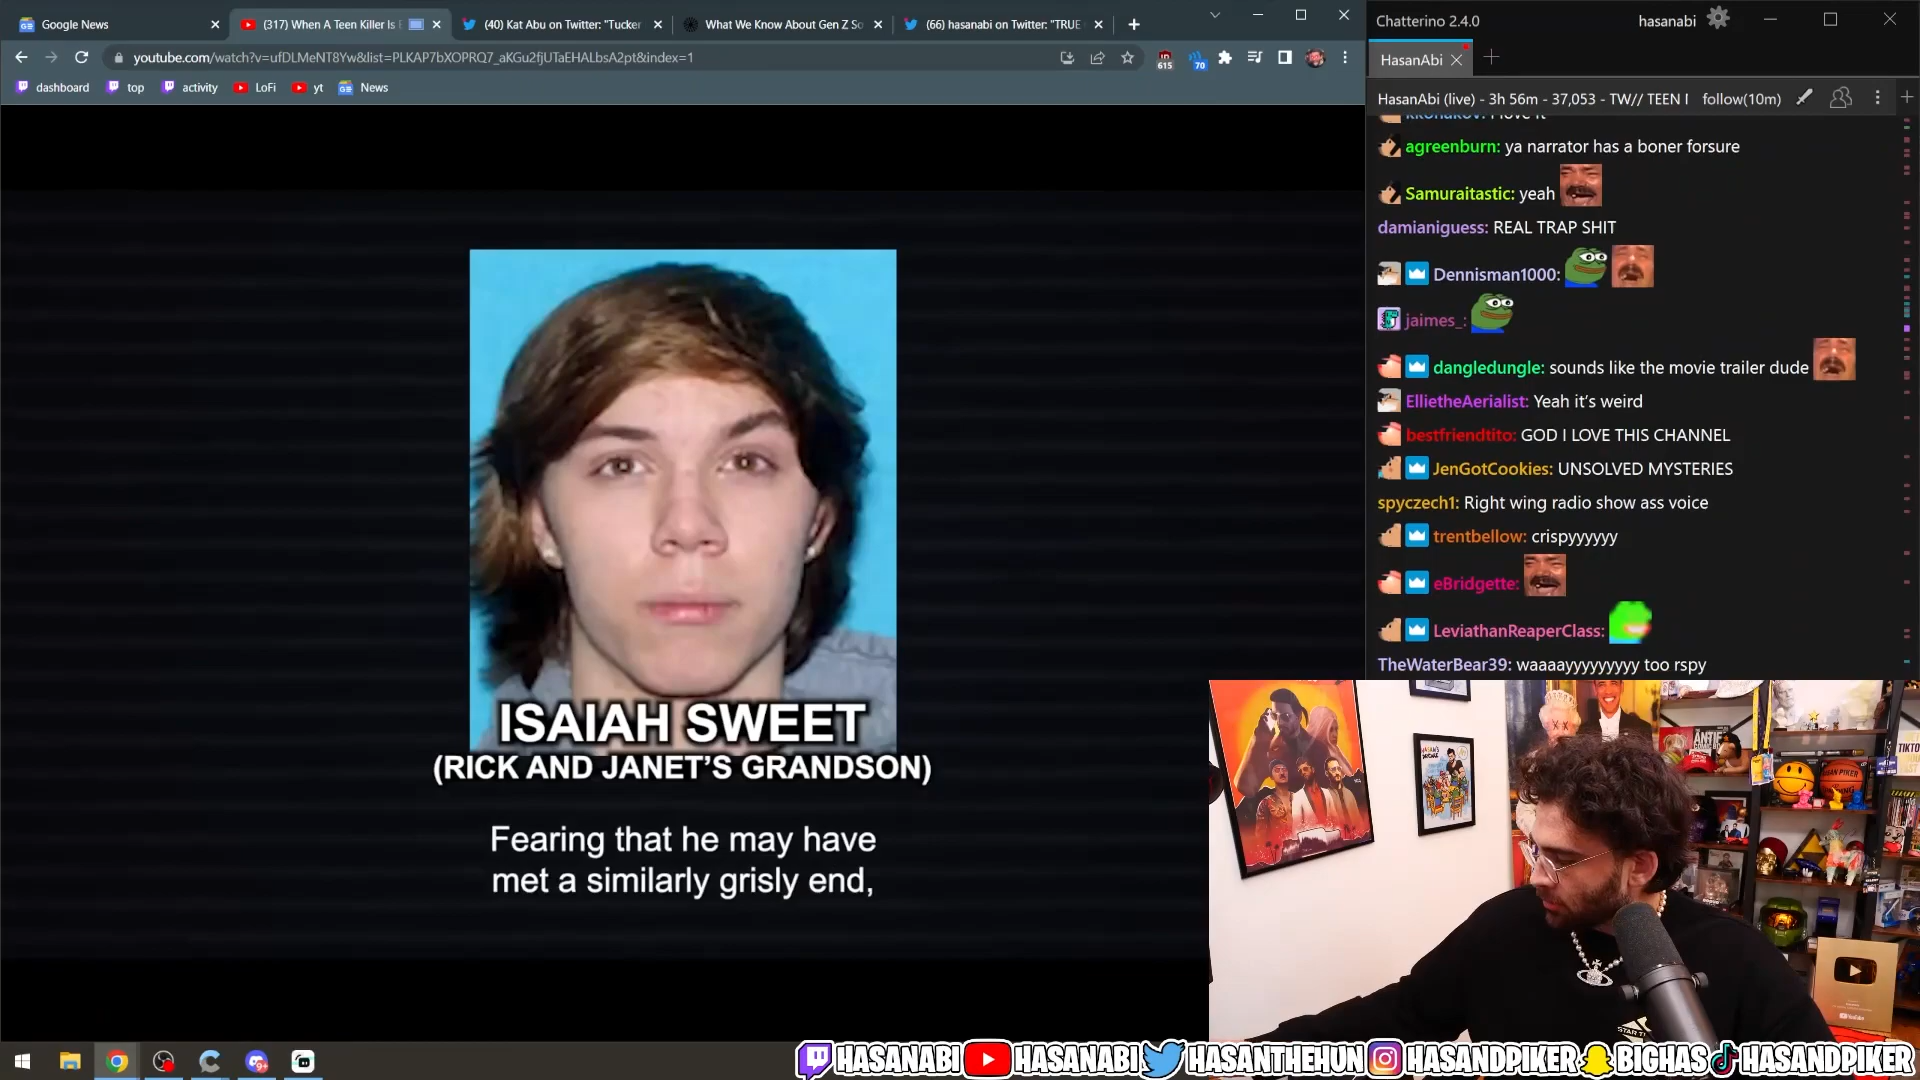 Google News
(317) When A Teen Killer Is
(40) Kat Abu on Twitter: "Tucker
What We Know About Gen Z So
(66) hasanabi on Twitter: "TRUE
youtube.com/watch?v=ufDLMeNT8Yw&list=PLKAP7bXOPRQ7_aKGu2fjUTaEHALbsA2pt&index=1
615
70
dashboard
top
activity
LoFi
yt
News
ISAIAH SWEET
(RICK AND JANET'S GRANDSON)
Fearing that he may have
met a similarly grisly end,
Chatterino 2.4.0
hasanabi
HasanAbi
HasanAbi (live) - 3h 56m - 37,053 - TW// TEEN
follow(10m)
agreenburn: ya narrator has a boner forsure
Samuraitastic: yeah
damianiguess: REAL TRAP SHIT
Dennisman1000:
jaimes_:
dangledungle: sounds like the movie trailer dude
EllietheAerialist: Yeah it's weird
bestfriendtito: GOD I LOVE THIS CHANNEL
JenGotCookies: UNSOLVED MYSTERIES
spyczech1: Right wing radio show ass voice
trentbellow: crispyyyyyy
eBridgette:
LeviathanReaperClass:
TheWaterBear39: waaaayyyyyyyyy too rspy
HASANABI
HASANABI
HASANTHEHUN
HASANDPIKER
BIGHAS
HASANDPIKER